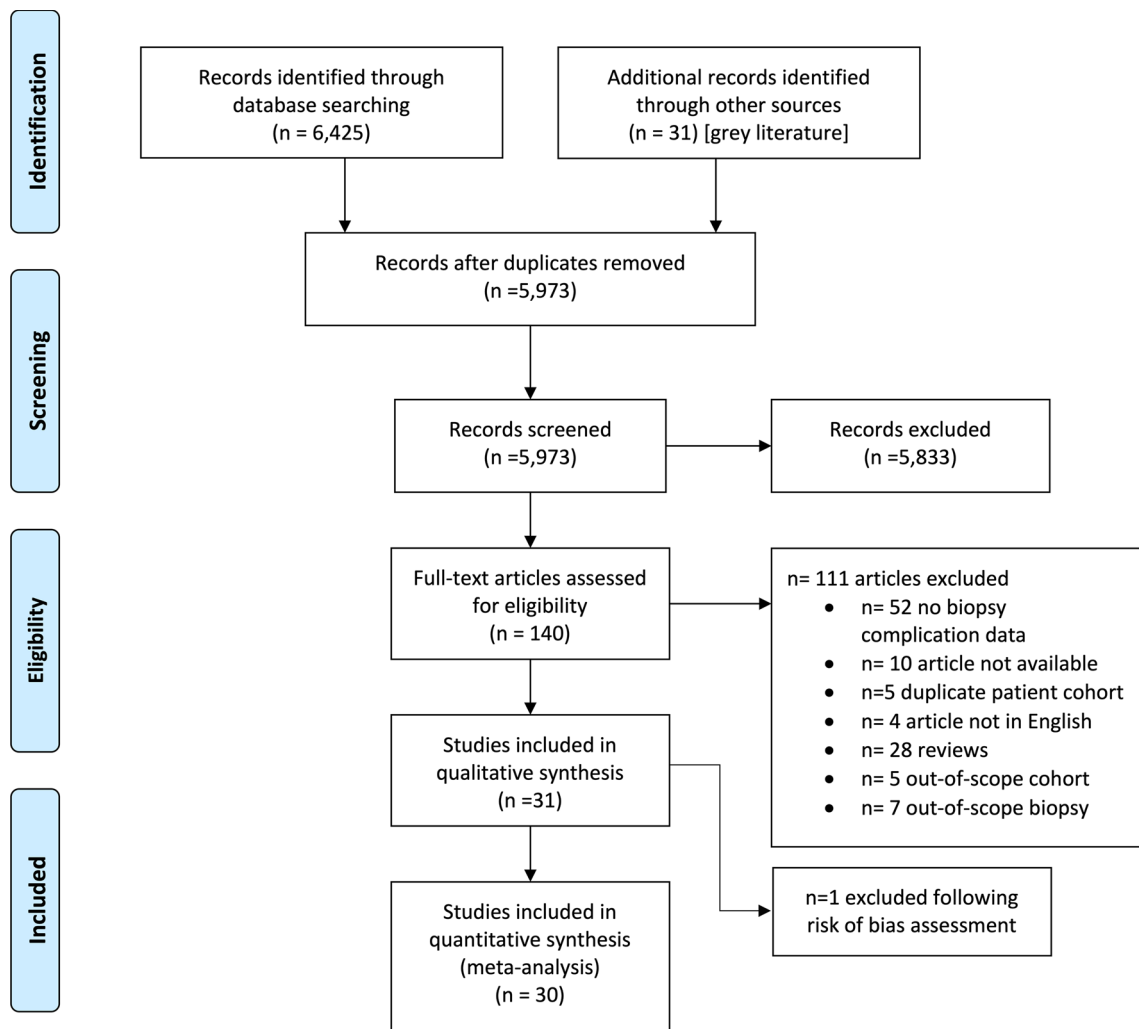 Identification
Records identified through
database searching
(n = 6,425)
Additional records identified
through other sources
(n = 31) [grey literature]
Records after duplicates removed
(n =5,973)
Screening
Records screened
(n =5,973)
Records excluded
(n =5,833)
Eligibility
Full-text articles assessed
for eligibility
(n = 140)
n= 111 articles excluded
• n= 52 no biopsy
complication data
• n= 10 article not available
• n=5 duplicate patient cohort
• n= 4 article not in English
• n= 28 reviews
• n= 5 out-of-scope cohort
• n= 7 out-of-scope biopsy
Studies included in
qualitative synthesis
(n =31)
Included
n=1 excluded following
risk of bias assessment
Studies included in
quantitative synthesis
(meta-analysis)
(n = 30)